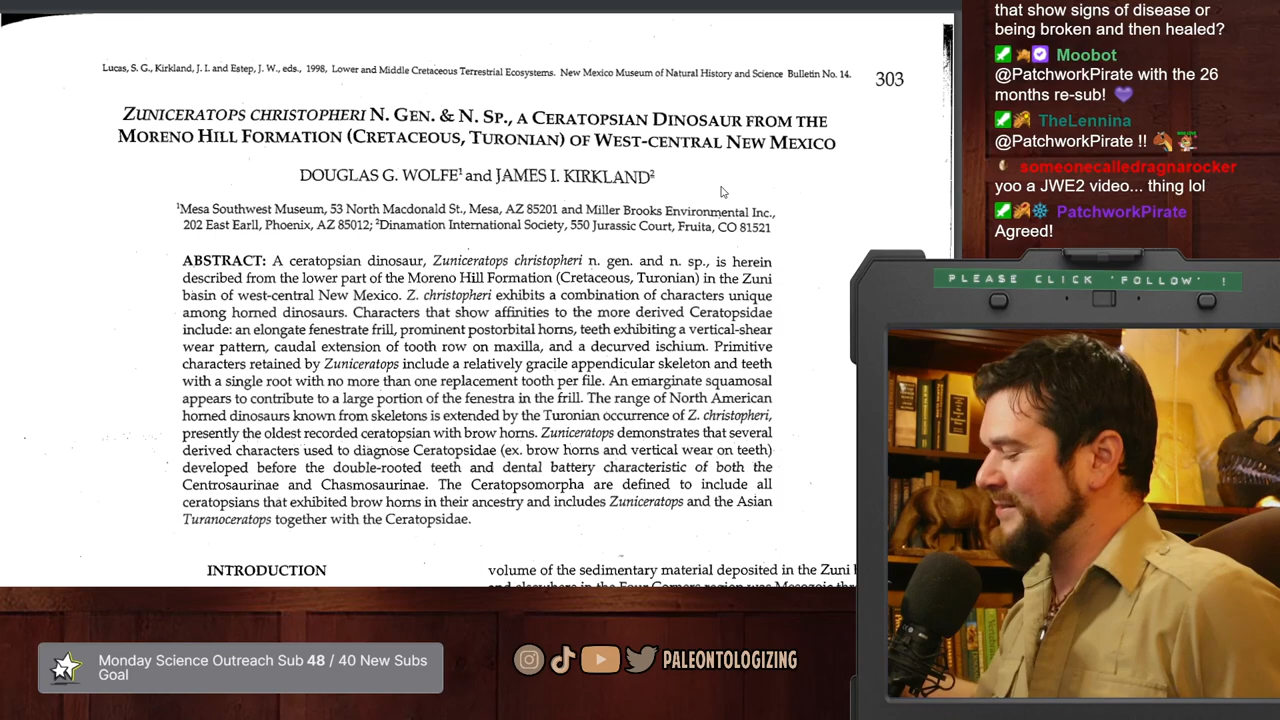 Lucas, S. G., Kirkland, J. I. and Estep, J. W., eds., 1998, Lower and Middle Cretaceous Terrestrial Ecosystems. New Mexico Museum of Natural History and Science Bulletin No. 14.
303
ZUNICERATOPS CHRISTOPHERI N. GEN. & N. SP., A CERATOPSIAN DINOSAUR FROM THE
MORENO HILL FORMATION (CRETACEOUS, TURONIAN) OF WEST-CENTRAL NEW MEXICO
DOUGLAS G. WOLFE¹ and JAMES I. KIRKLAND²
¹Mesa Southwest Museum, 53 North Macdonald St., Mesa, AZ 85201 and Miller Brooks Environmental Inc.,
202 East Earll, Phoenix, AZ 85012; ²Dinamation International Society, 550 Jurassic Court, Fruita, CO 81521
ABSTRACT: A ceratopsian dinosaur, Zuniceratops christopheri n. gen. and n. sp., is herein
described from the lower part of the Moreno Hill Formation (Cretaceous, Turonian) in the Zuni
basin of west-central New Mexico. Z. christopheri exhibits a combination of characters unique
among horned dinosaurs. Characters that show affinities to the more derived Ceratopsidae
include: an elongate fenestrate frill, prominent postorbital horns, teeth exhibiting a vertical-shear
wear pattern, caudal extension of tooth row on maxilla, and a decurved ischium. Primitive
characters retained by Zuniceratops include a relatively gracile appendicular skeleton and teeth
with a single root with no more than one replacement tooth per file. An emarginate squamosal
appears to contribute to a large portion of the fenestra in the frill. The range of North American
horned dinosaurs known from skeletons is extended by the Turonian occurrence of Z. christopheri,
presently the oldest recorded ceratopsian with brow horns. Zuniceratops demonstrates that several
derived characters used to diagnose Ceratopsidae (ex. brow horns and vertical wear on teeth)
developed before the double-rooted teeth and dental battery characteristic of both the
Centrosaurinae and Chasmosaurinae. The Ceratopsomorpha are defined to include all
ceratopsians that exhibited brow horns in their ancestry and includes Zuniceratops and the Asian
Turanoceratops together with the Ceratopsidae.
INTRODUCTION
volume of the sedimentary material deposited in the Zuni
and elsewhere in the Four Corners region was Mesozoic
that show signs of disease or
being broken and then healed?
Moobot
@PatchworkPirate with the 26
months re-sub!
TheLennina
@PatchworkPirate !!
someonecalledragnarocker
yoo a JWE2 video... thing lol
PatchworkPirate
Agreed!
PLEASE CLICK 'FOLLOW' !
Monday Science Outreach Sub 48 / 40 New Subs
Goal
PALEONTOLOGIZING